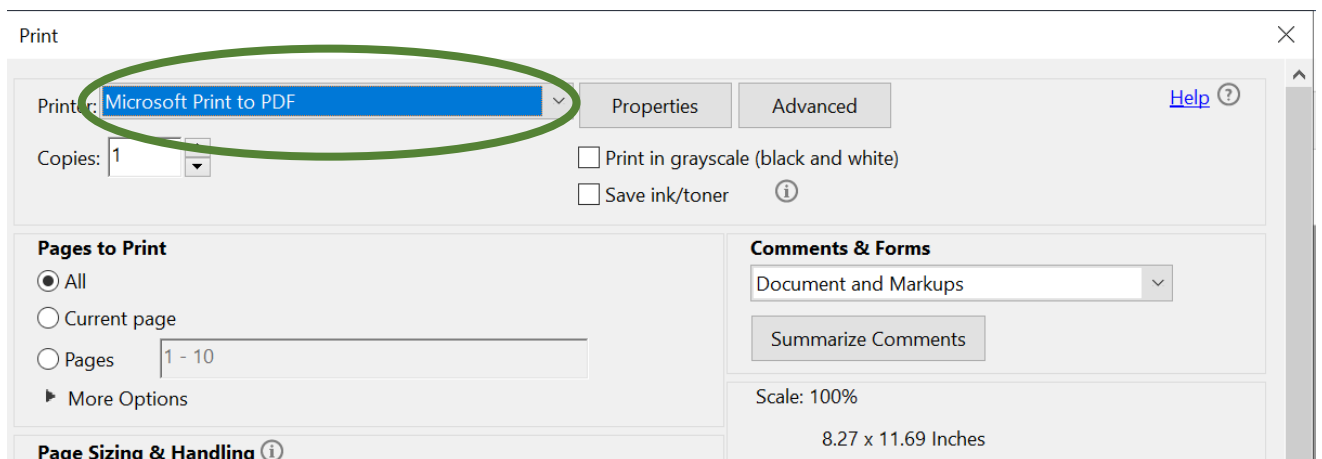 Print
Printer: Microsoft Print to PDF
Properties
Advanced
Help
Copies: 1
Print in grayscale (black and white)
Save ink/toner
Pages to Print
All
Current page
Pages 1 - 10
More Options
Comments & Forms
Document and Markups
Summarize Comments
Scale: 100%
8.27 x 11.69 Inches
Page Sizing & Handling